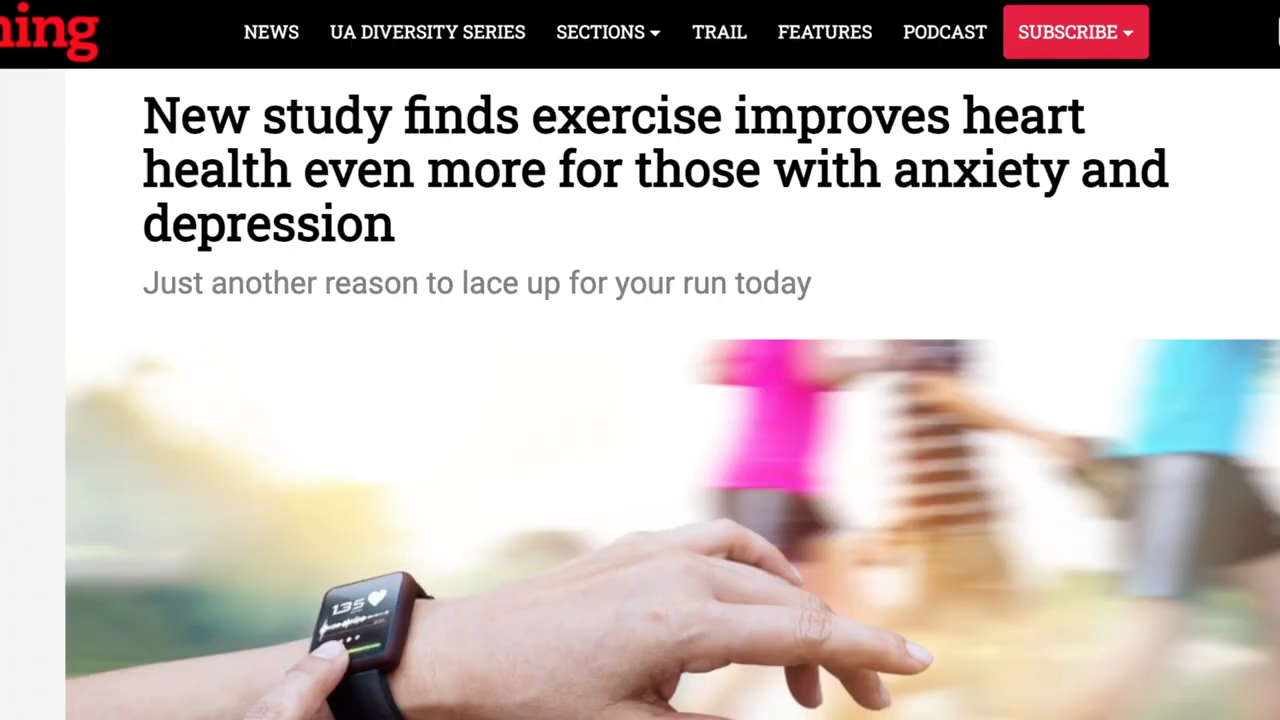 ning
NEWS UA DIVERSITY SERIES SECTIONS TRAIL FEATURES PODCAST SUBSCRIBE
New study finds exercise improves heart
health even more for those with anxiety and
depression
Just another reason to lace up for your run today
135